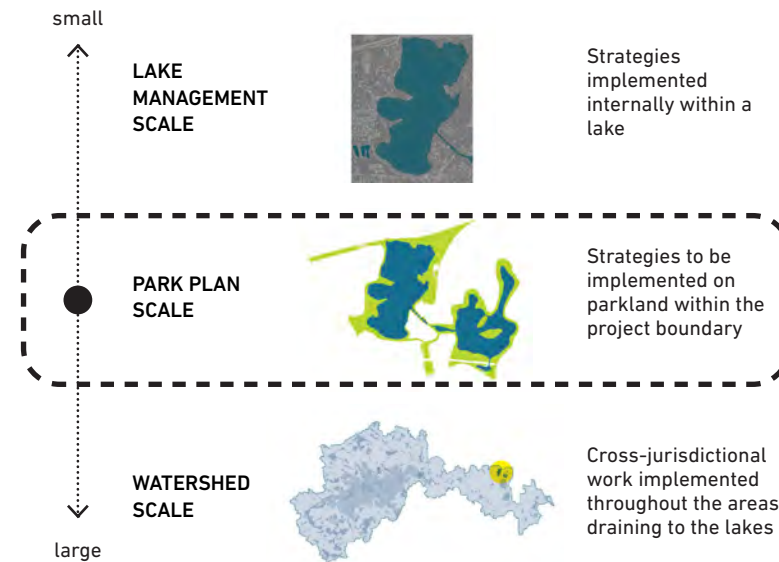 small
LAKE
MANAGEMENT
SCALE
Strategies
implemented
internally within a
lake
PARK PLAN
SCALE
Strategies to be
implemented on
parkland within the
project boundary
WATERSHED
SCALE
Cross-jurisdictional
work implemented
throughout the areas
draining to the lakes
large